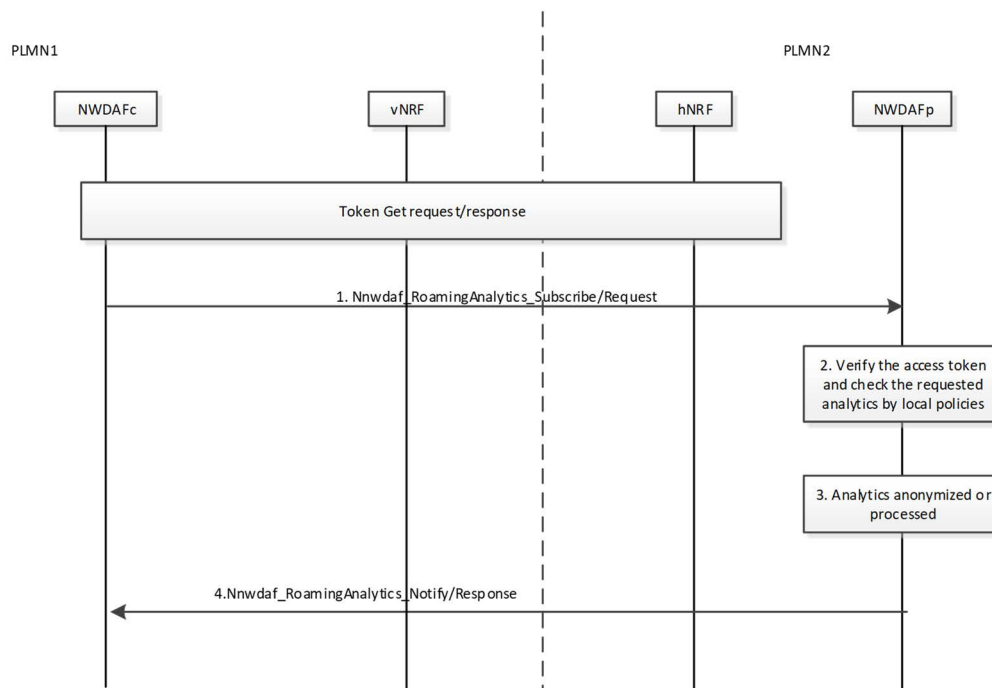 PLMN1
PLMN2
NWDAFc
vNRF
hNRF
NWDAFp
Token Get request/response
1. Nnwdaf_RoamingAnalytics_Subscribe/Request
2. Verify the access token
and check the requested
analytics by local policies
3. Analytics anonymized or
processed
4.Nnwdaf_RoamingAnalytics_Notify/Response